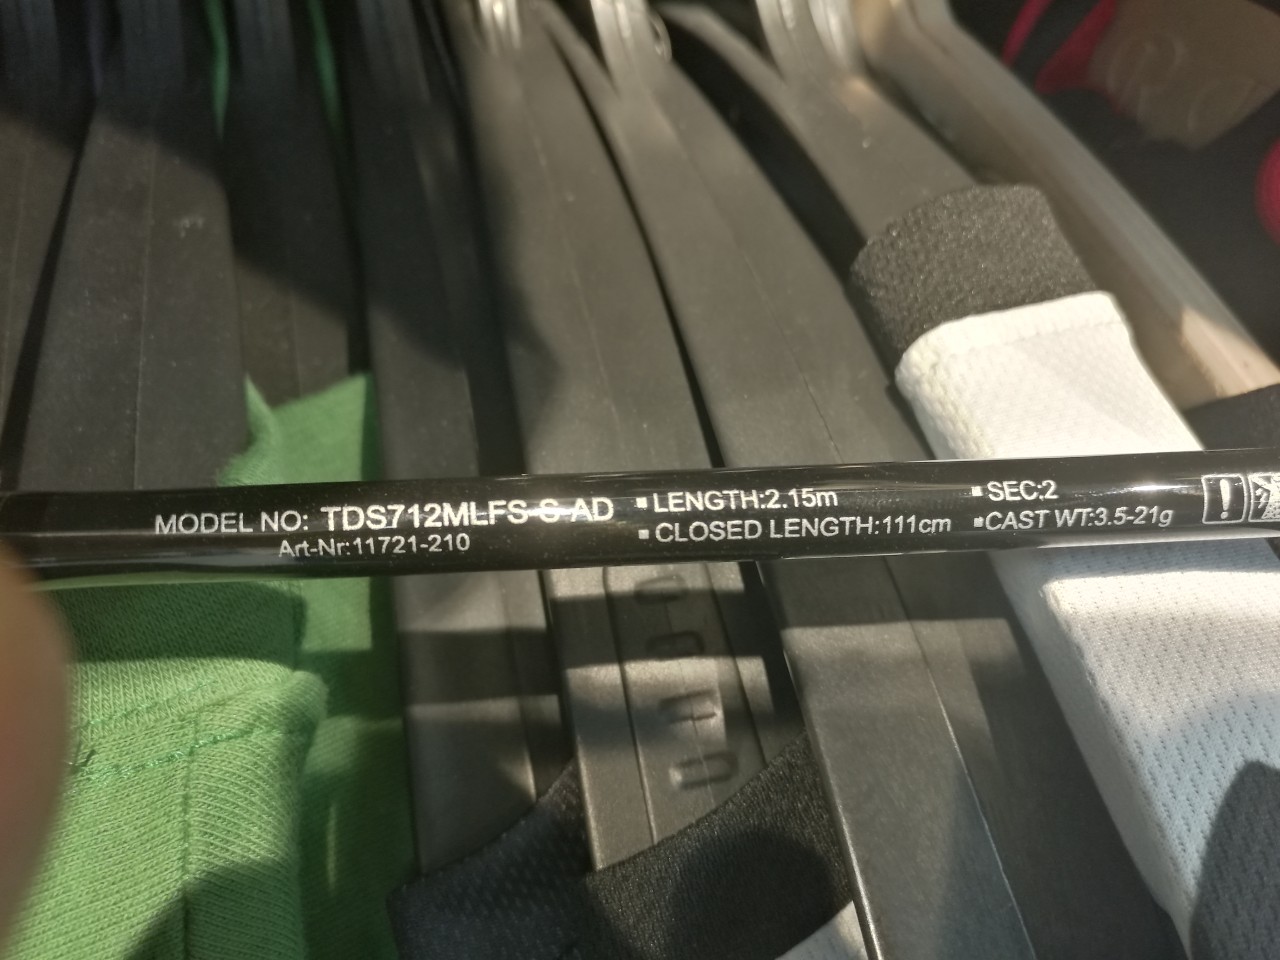 MODEL NO: TDS712MLFS-S-AD
Art-Nr:11721-210
▪LENGTH:2.15m
▪CLOSED LENGTH:111cm
▪SEC:2
▪CAST WT:3.5-21g